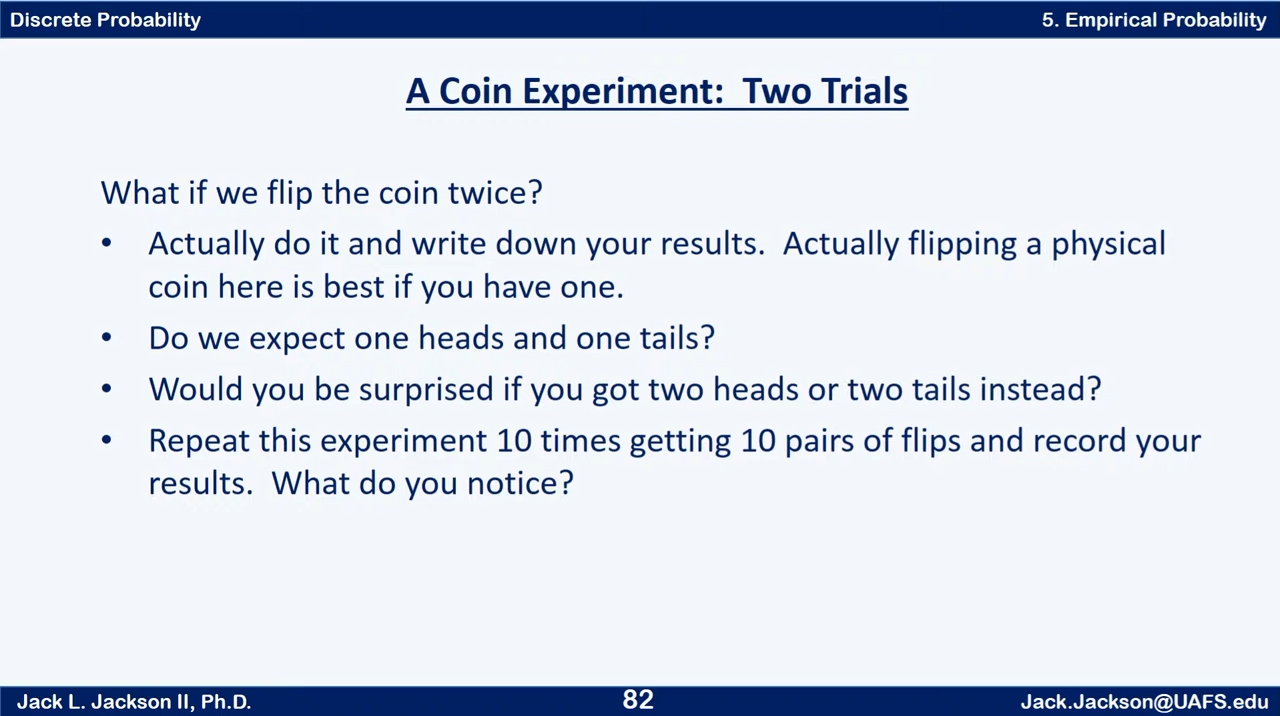 Discrete Probability
5. Empirical Probability
A Coin Experiment:  Two Trials
What if we flip the coin twice?
• Actually do it and write down your results.  Actually flipping a physical
coin here is best if you have one.
• Do we expect one heads and one tails?
• Would you be surprised if you got two heads or two tails instead?
• Repeat this experiment 10 times getting 10 pairs of flips and record your
results.  What do you notice?
Jack L. Jackson II, Ph.D.
82
Jack.Jackson@UAFS.edu